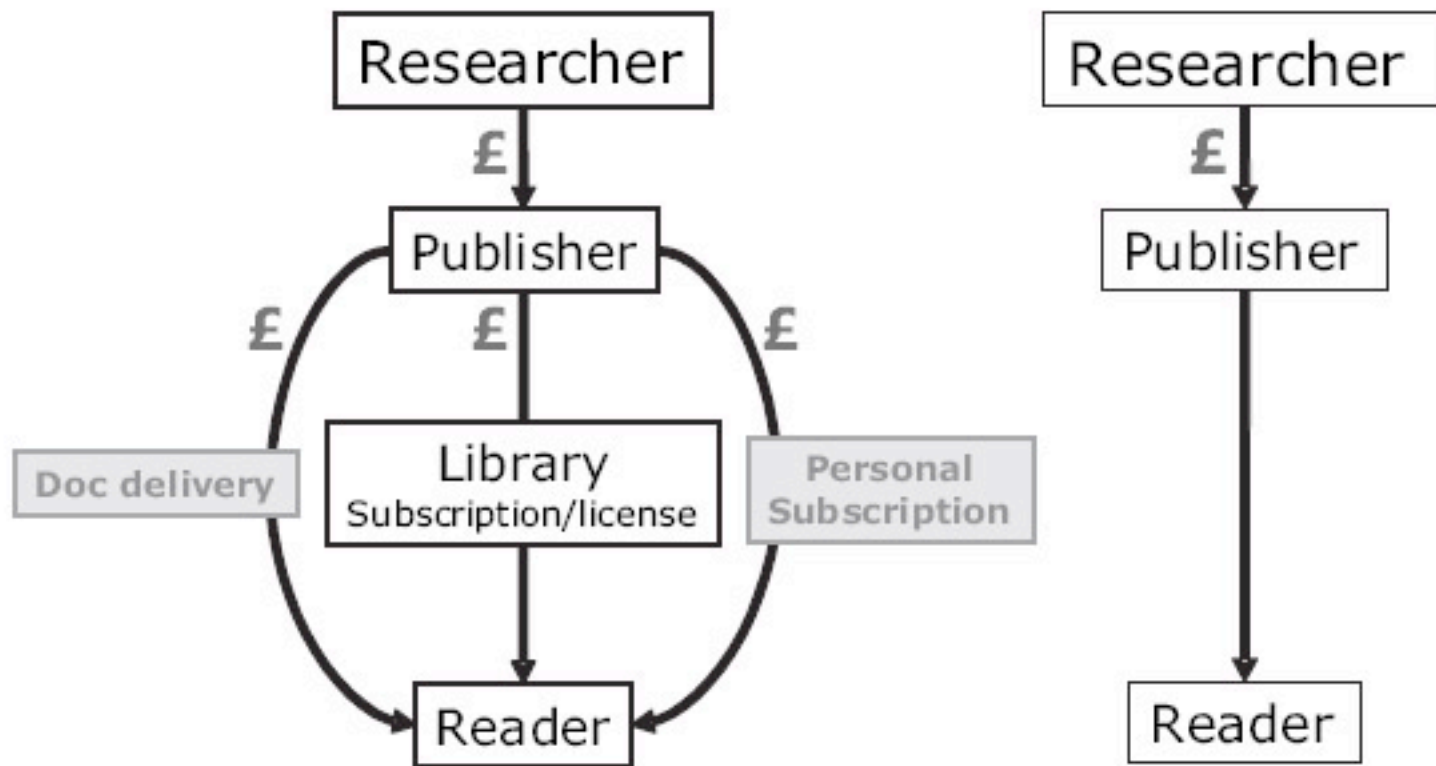 Researcher
£
Publisher
£
£
£
Doc delivery
Library
Subscription/license
Personal
Subscription
Reader
Researcher
£
Publisher
Reader